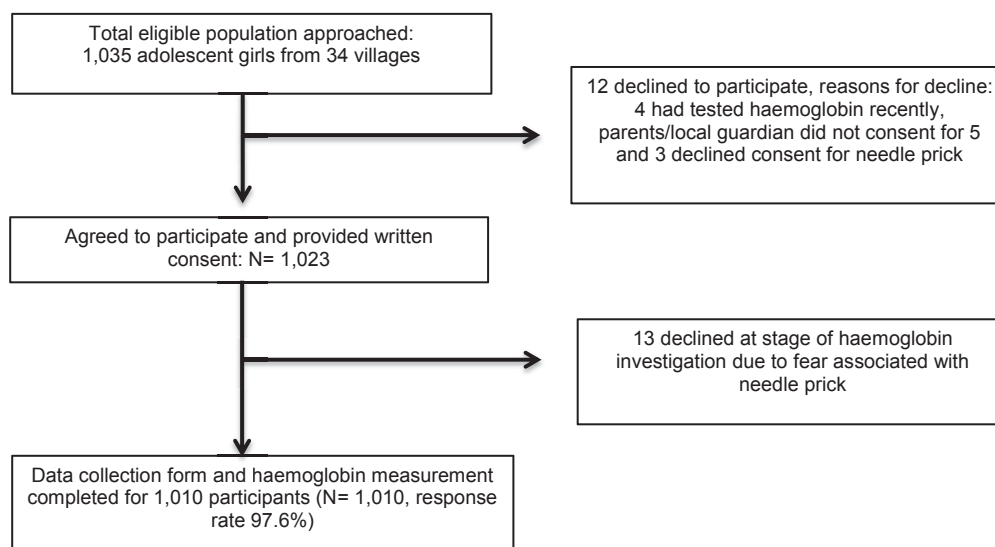 Total eligible population approached:
1,035 adolescent girls from 34 villages
12 declined to participate, reasons for decline:
4 had tested haemoglobin recently,
parents/local guardian did not consent for 5
and 3 declined consent for needle prick
Agreed to participate and provided written
consent: N= 1,023
13 declined at stage of haemoglobin
investigation due to fear associated with
needle prick
Data collection form and haemoglobin measurement
completed for 1,010 participants (N= 1,010, response
rate 97.6%)